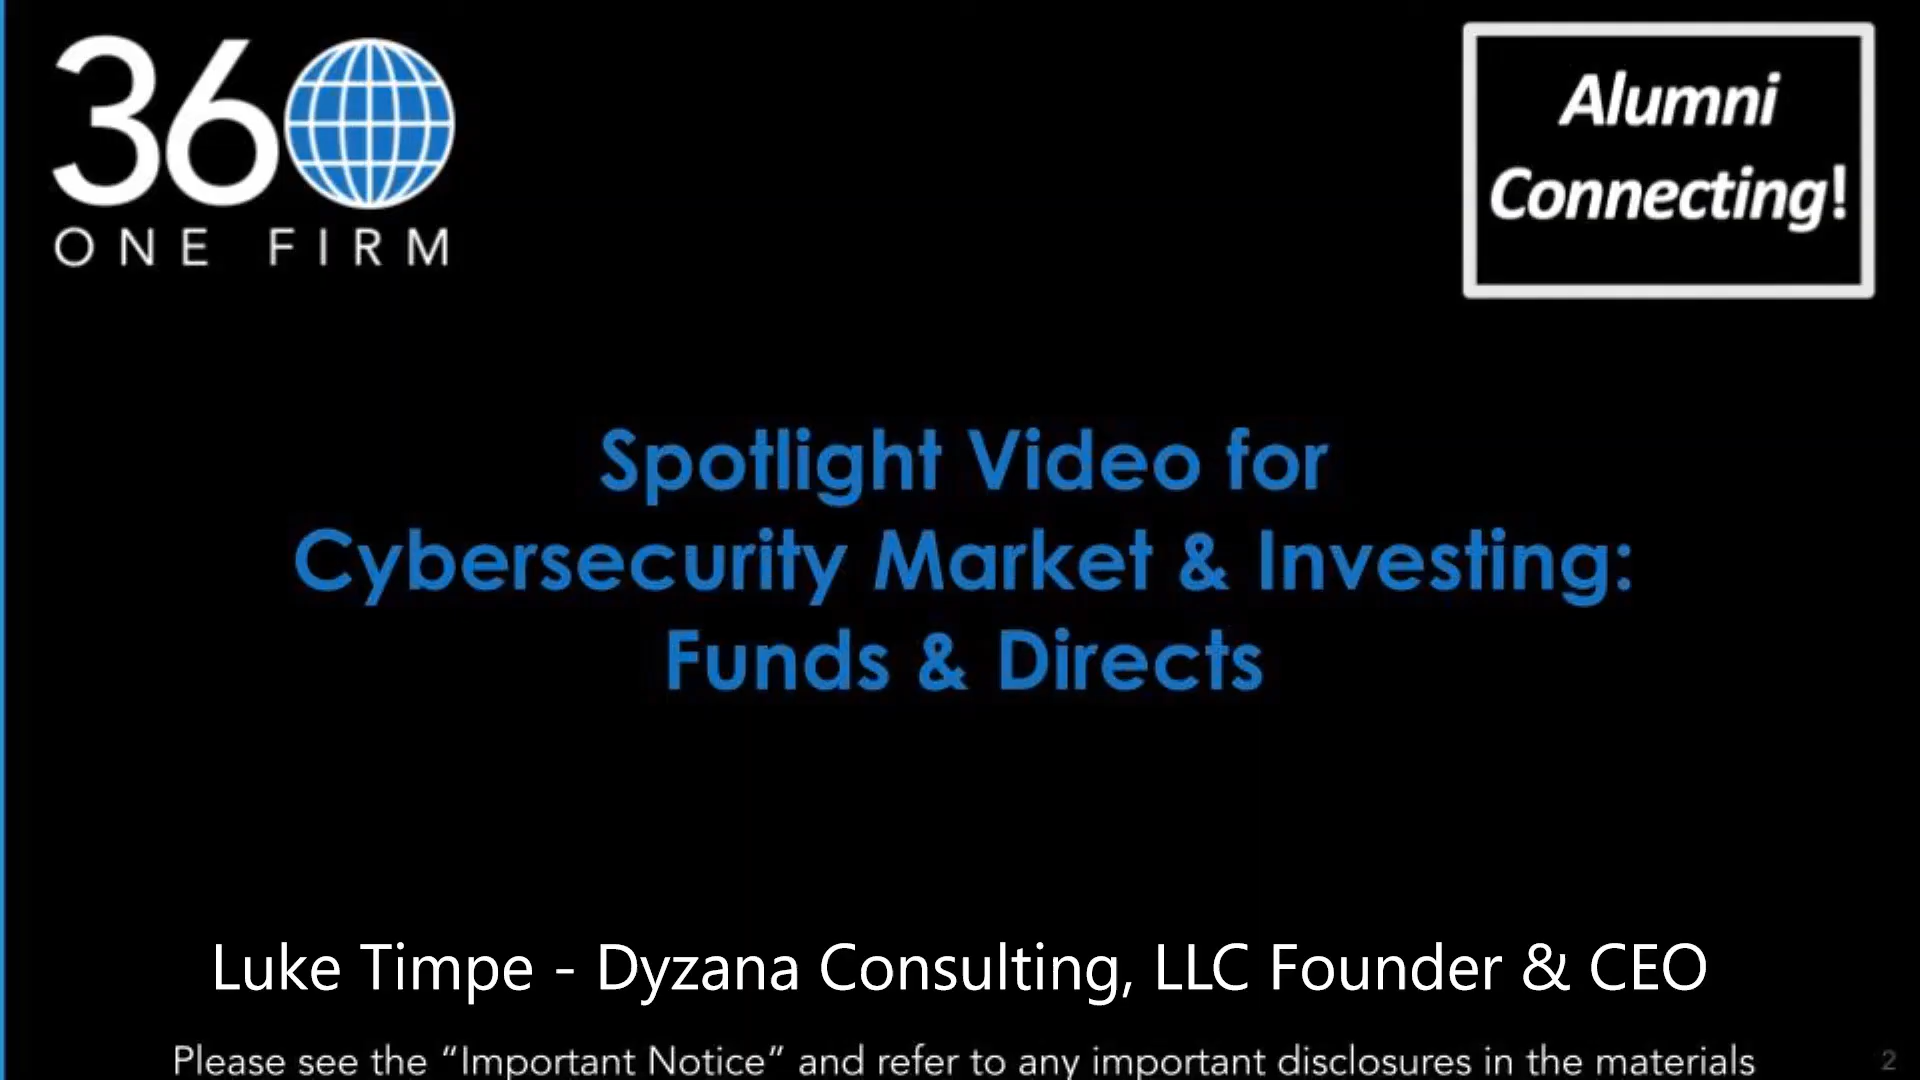 360
ONE FIRM
Alumni
Connecting!
Spotlight Video for
Cybersecurity Market & Investing:
Funds & Directs
Luke Timpe - Dyzana Consulting, LLC Founder & CEO
Please see the “Important Notice” and refer to any important disclosures in the materials
2